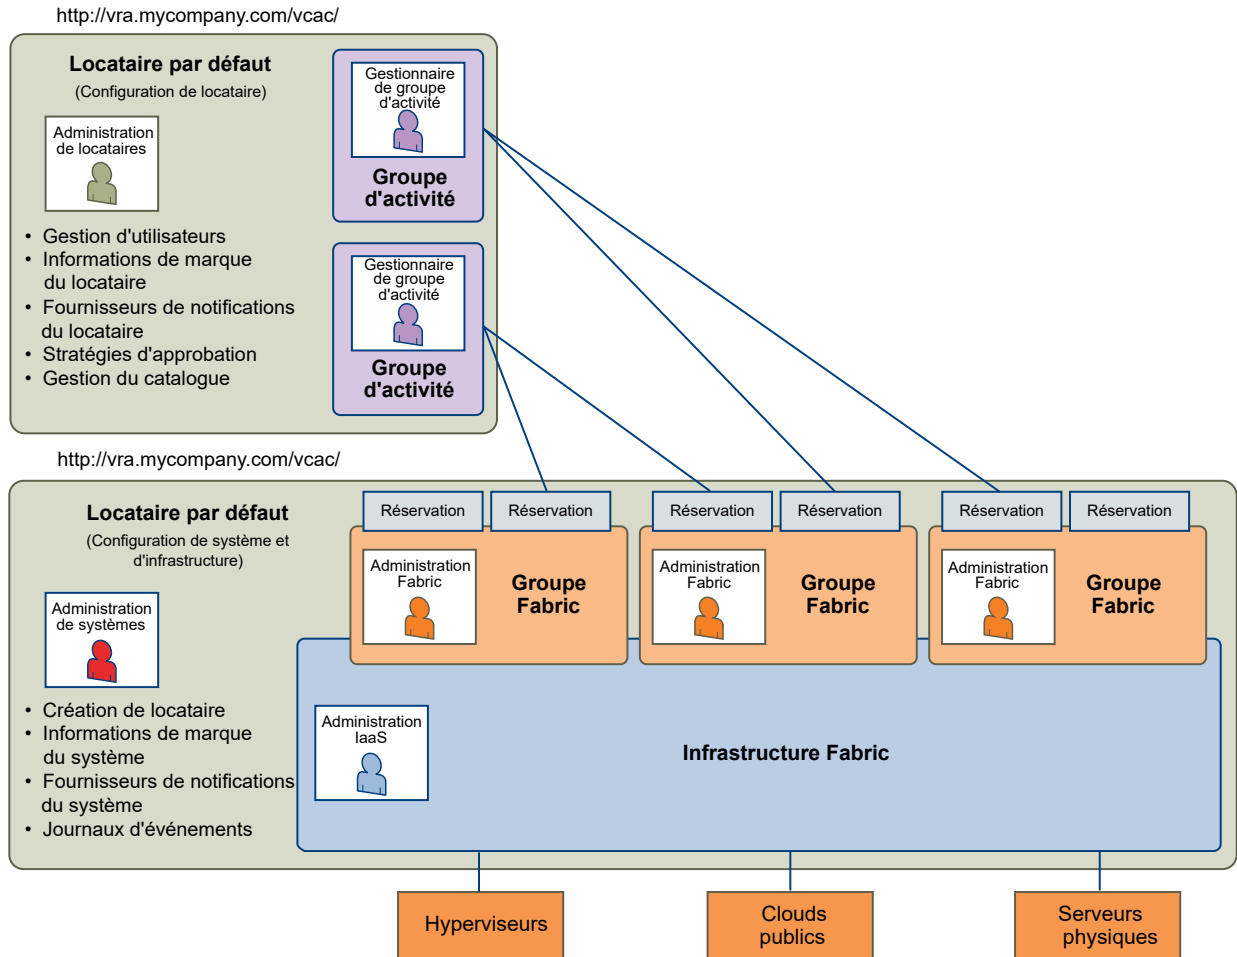 http://vra.mycompany.com/vcac/
Locataire par défaut
(Configuration de locataire)
Administration
de locataires
• Gestion d'utilisateurs
• Informations de marque
du locataire
• Fournisseurs de notifications
du locataire
• Stratégies d'approbation
• Gestion du catalogue
Gestionnaire
de groupe
d'activité
Groupe
d'activité
Gestionnaire
de groupe
d'activité
Groupe
d'activité
http://vra.mycompany.com/vcac/
Locataire par défaut
(Configuration de système et
d'infrastructure)
Administration
de systèmes
• Création de locataire
• Informations de marque
du système
• Fournisseurs de notifications
du système
• Journaux d'événements
Réservation
Réservation
Administration
Fabric
Groupe
Fabric
Réservation
Réservation
Administration
Fabric
Groupe
Fabric
Réservation
Réservation
Administration
Fabric
Groupe
Fabric
Administration
IaaS
Infrastructure Fabric
Hyperviseurs
Clouds
publics
Serveurs
physiques